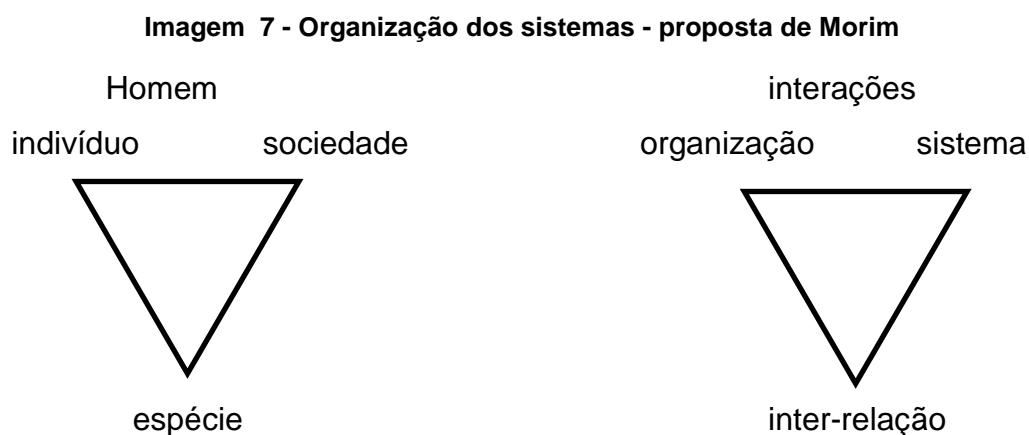 Imagem 7 - Organização dos sistemas - proposta de Morim
Homem
indivíduo sociedade
espécie
interações
organização sistema
inter-relação